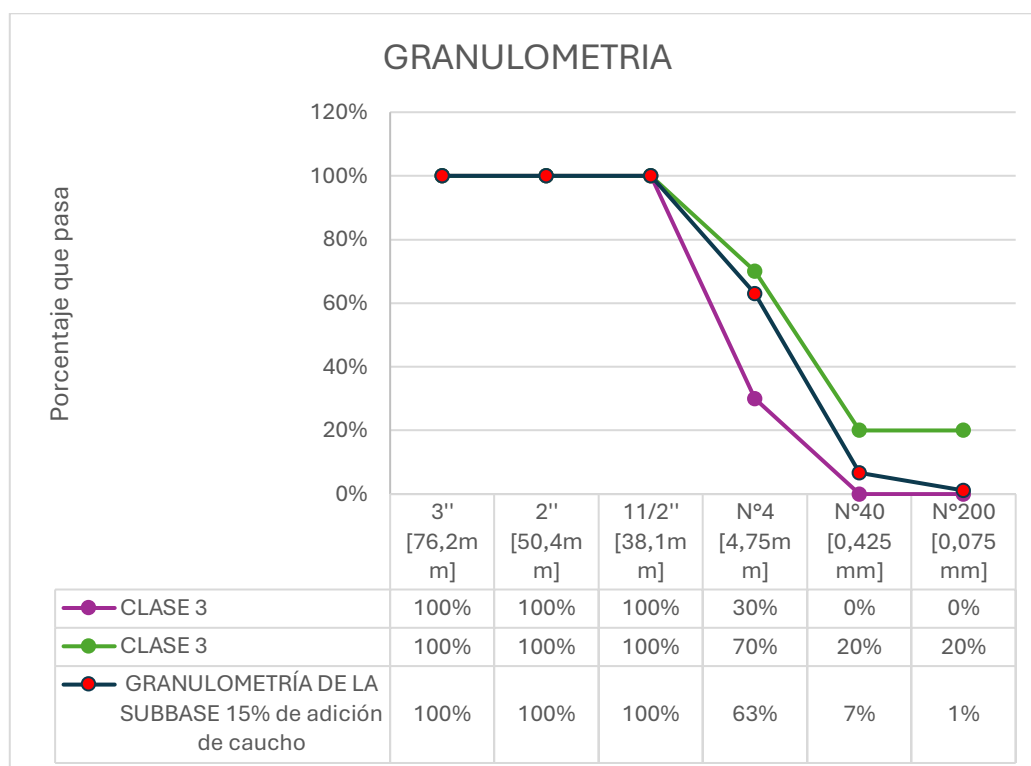 GRANULOMETRIA
Porcentaje que pasa
120%
100%
80%
60%
40%
20%
0%
3'' 2'' 11/2'' N°4 N°40 N°200
[76,2m [50,4m [38,1m [4,75m [0,425 [0,075
m] m] m] m] mm] mm]
CLASE 3 100% 100% 100% 30% 0% 0%
CLASE 3 100% 100% 100% 70% 20% 20%
GRANULOMETRÍA DE LA
SUBBASE 15% de adición 100% 100% 100% 63% 7% 1%
de caucho